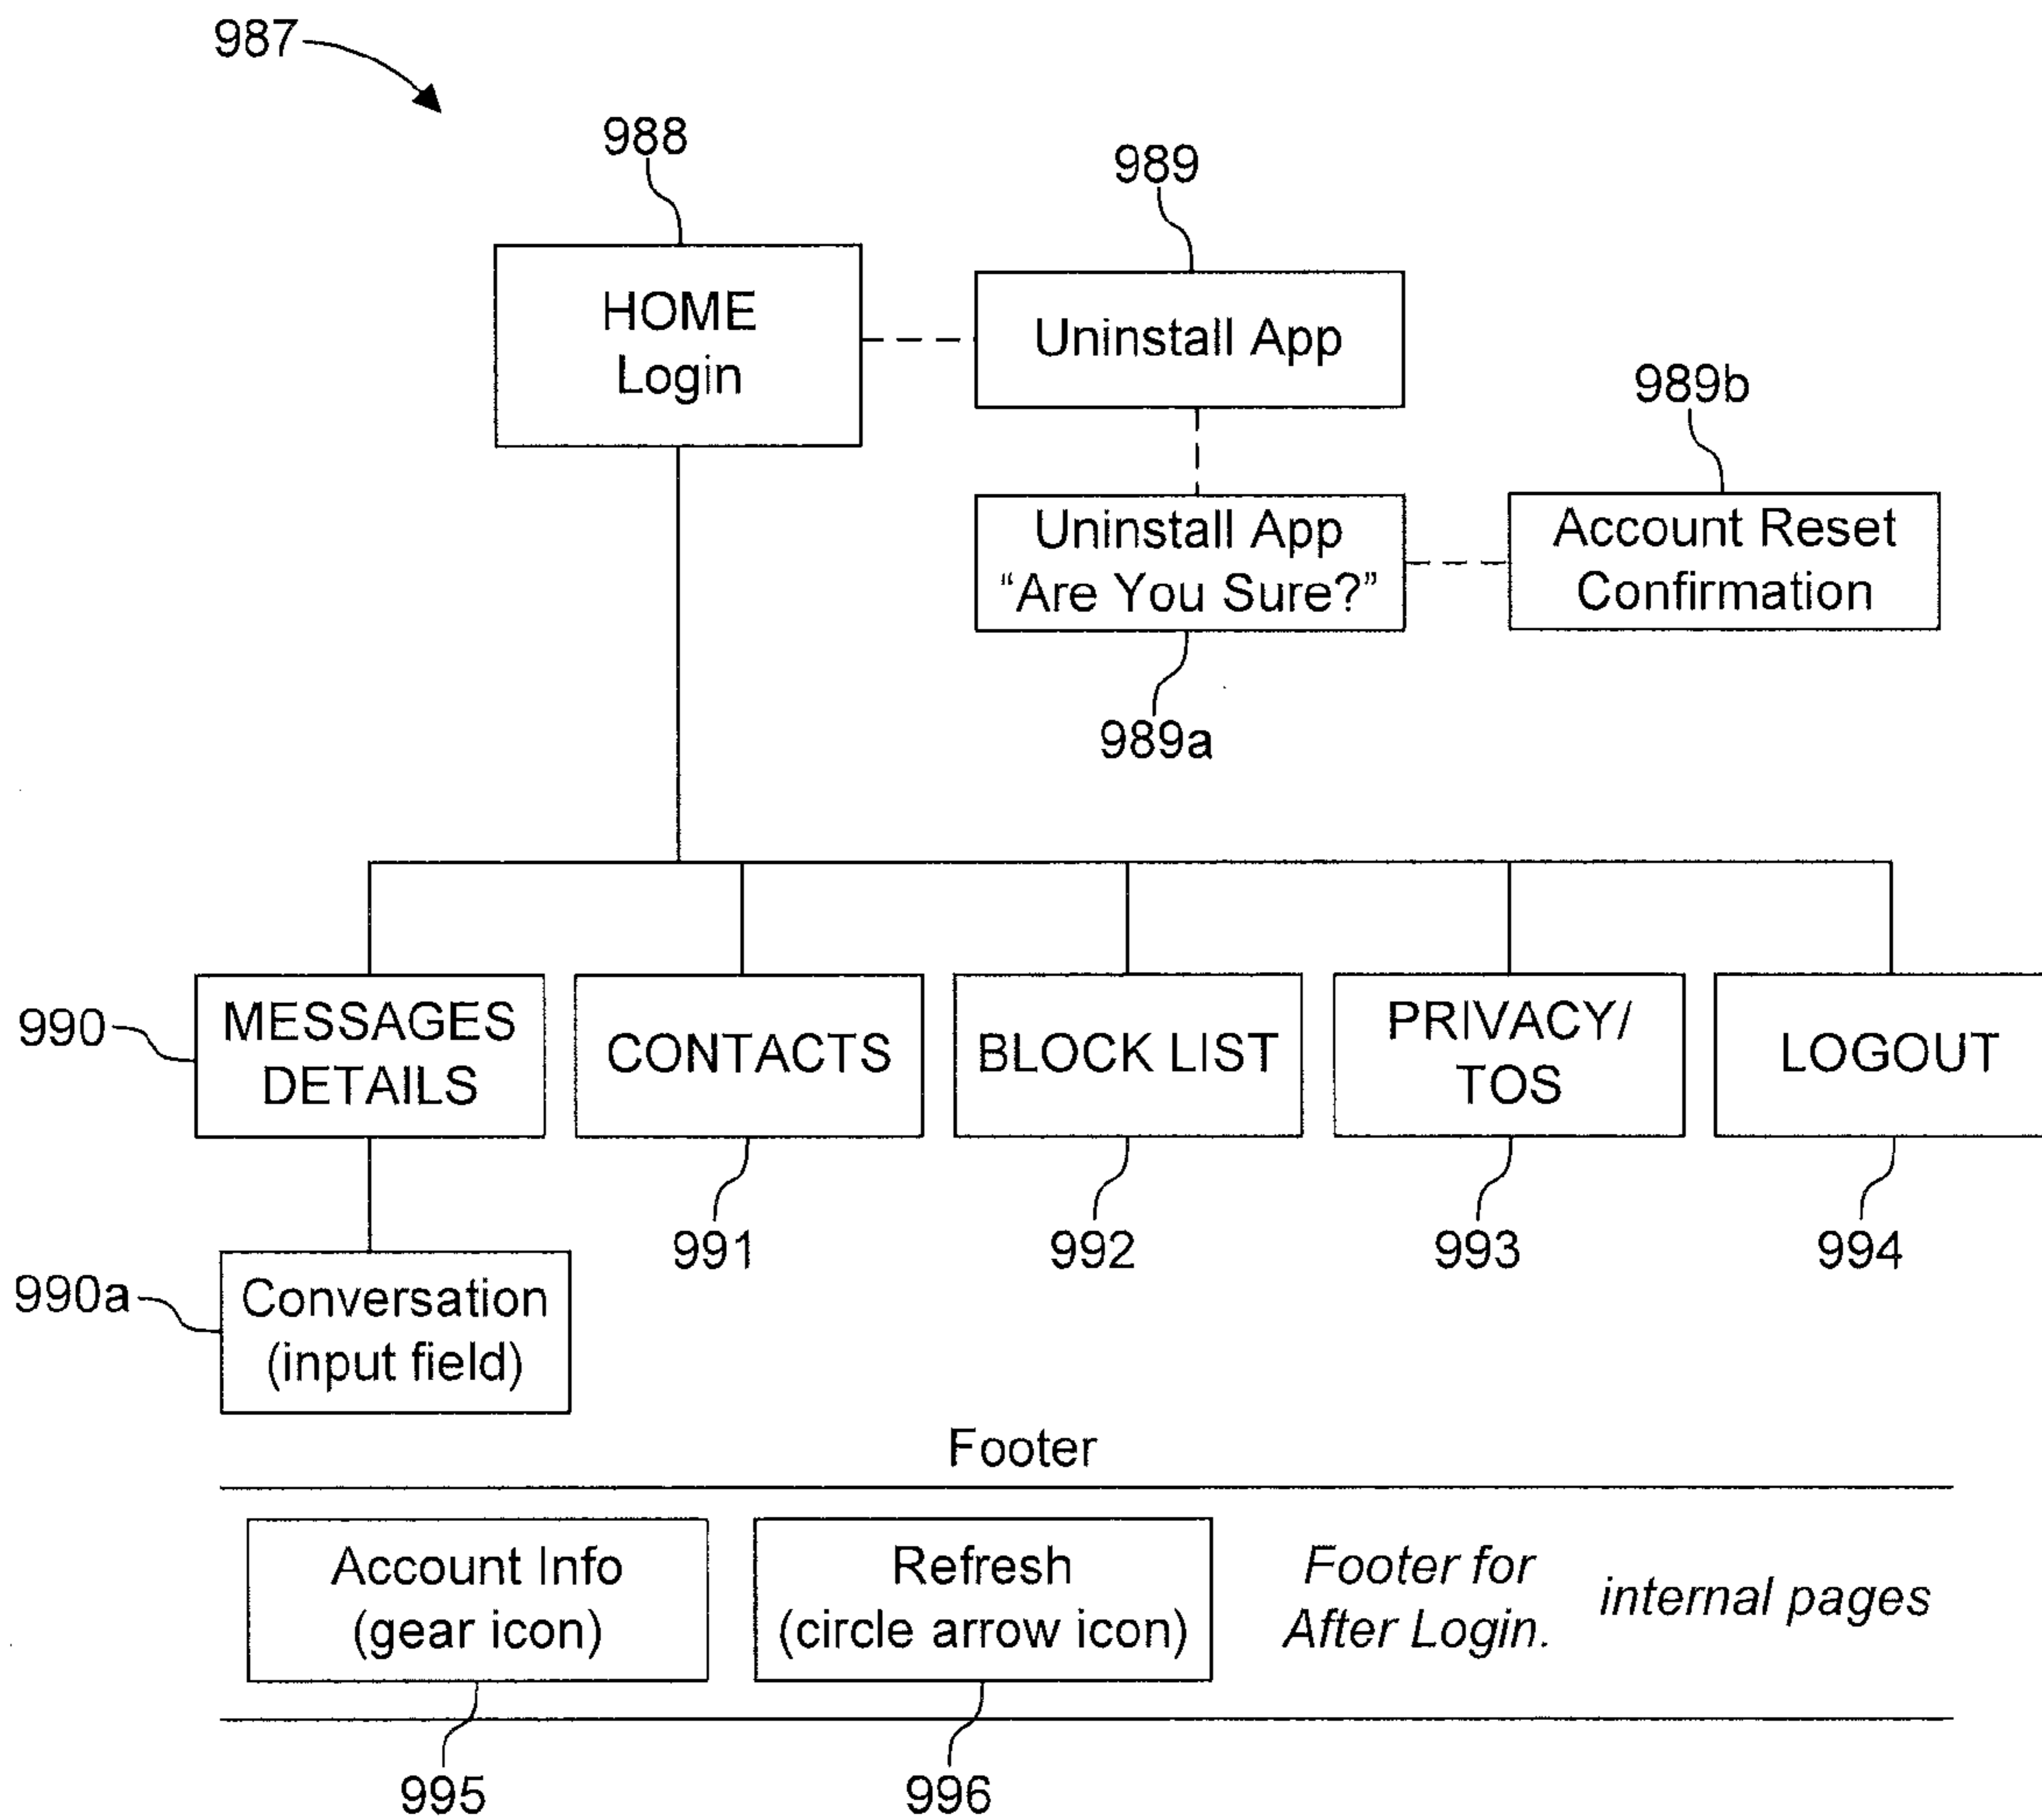 987
988
989
HOME
Login
Uninstall App
989b
Uninstall App
“Are You Sure?”
Account Reset
Confirmation
989a
990
MESSAGES
DETAILS
CONTACTS
BLOCK LIST
PRIVACY/
TOS
LOGOUT
991
992
993
994
990a
Conversation
(input field)
Footer
Account Info
(gear icon)
Refresh
(circle arrow icon)
Footer for
After Login.
internal pages
995
996